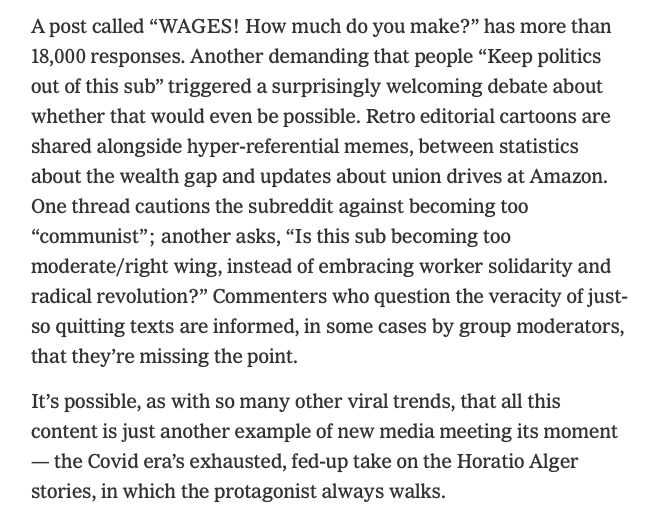 A post called “WAGES! How much do you make?” has more than
18,000 responses. Another demanding that people “Keep politics
out of this sub” triggered a surprisingly welcoming debate about
whether that would even be possible. Retro editorial cartoons are
shared alongside hyper-referential memes, between statistics
about the wealth gap and updates about union drives at Amazon.
One thread cautions the subreddit against becoming too
“communist”; another asks, “Is this sub becoming too
moderate/right wing, instead of embracing worker solidarity and
radical revolution?” Commenters who question the veracity of just-
so quitting texts are informed, in some cases by group moderators,
that they’re missing the point.
It’s possible, as with so many other viral trends, that all this
content is just another example of new media meeting its moment
— the Covid era’s exhausted, fed-up take on the Horatio Alger
stories, in which the protagonist always walks.